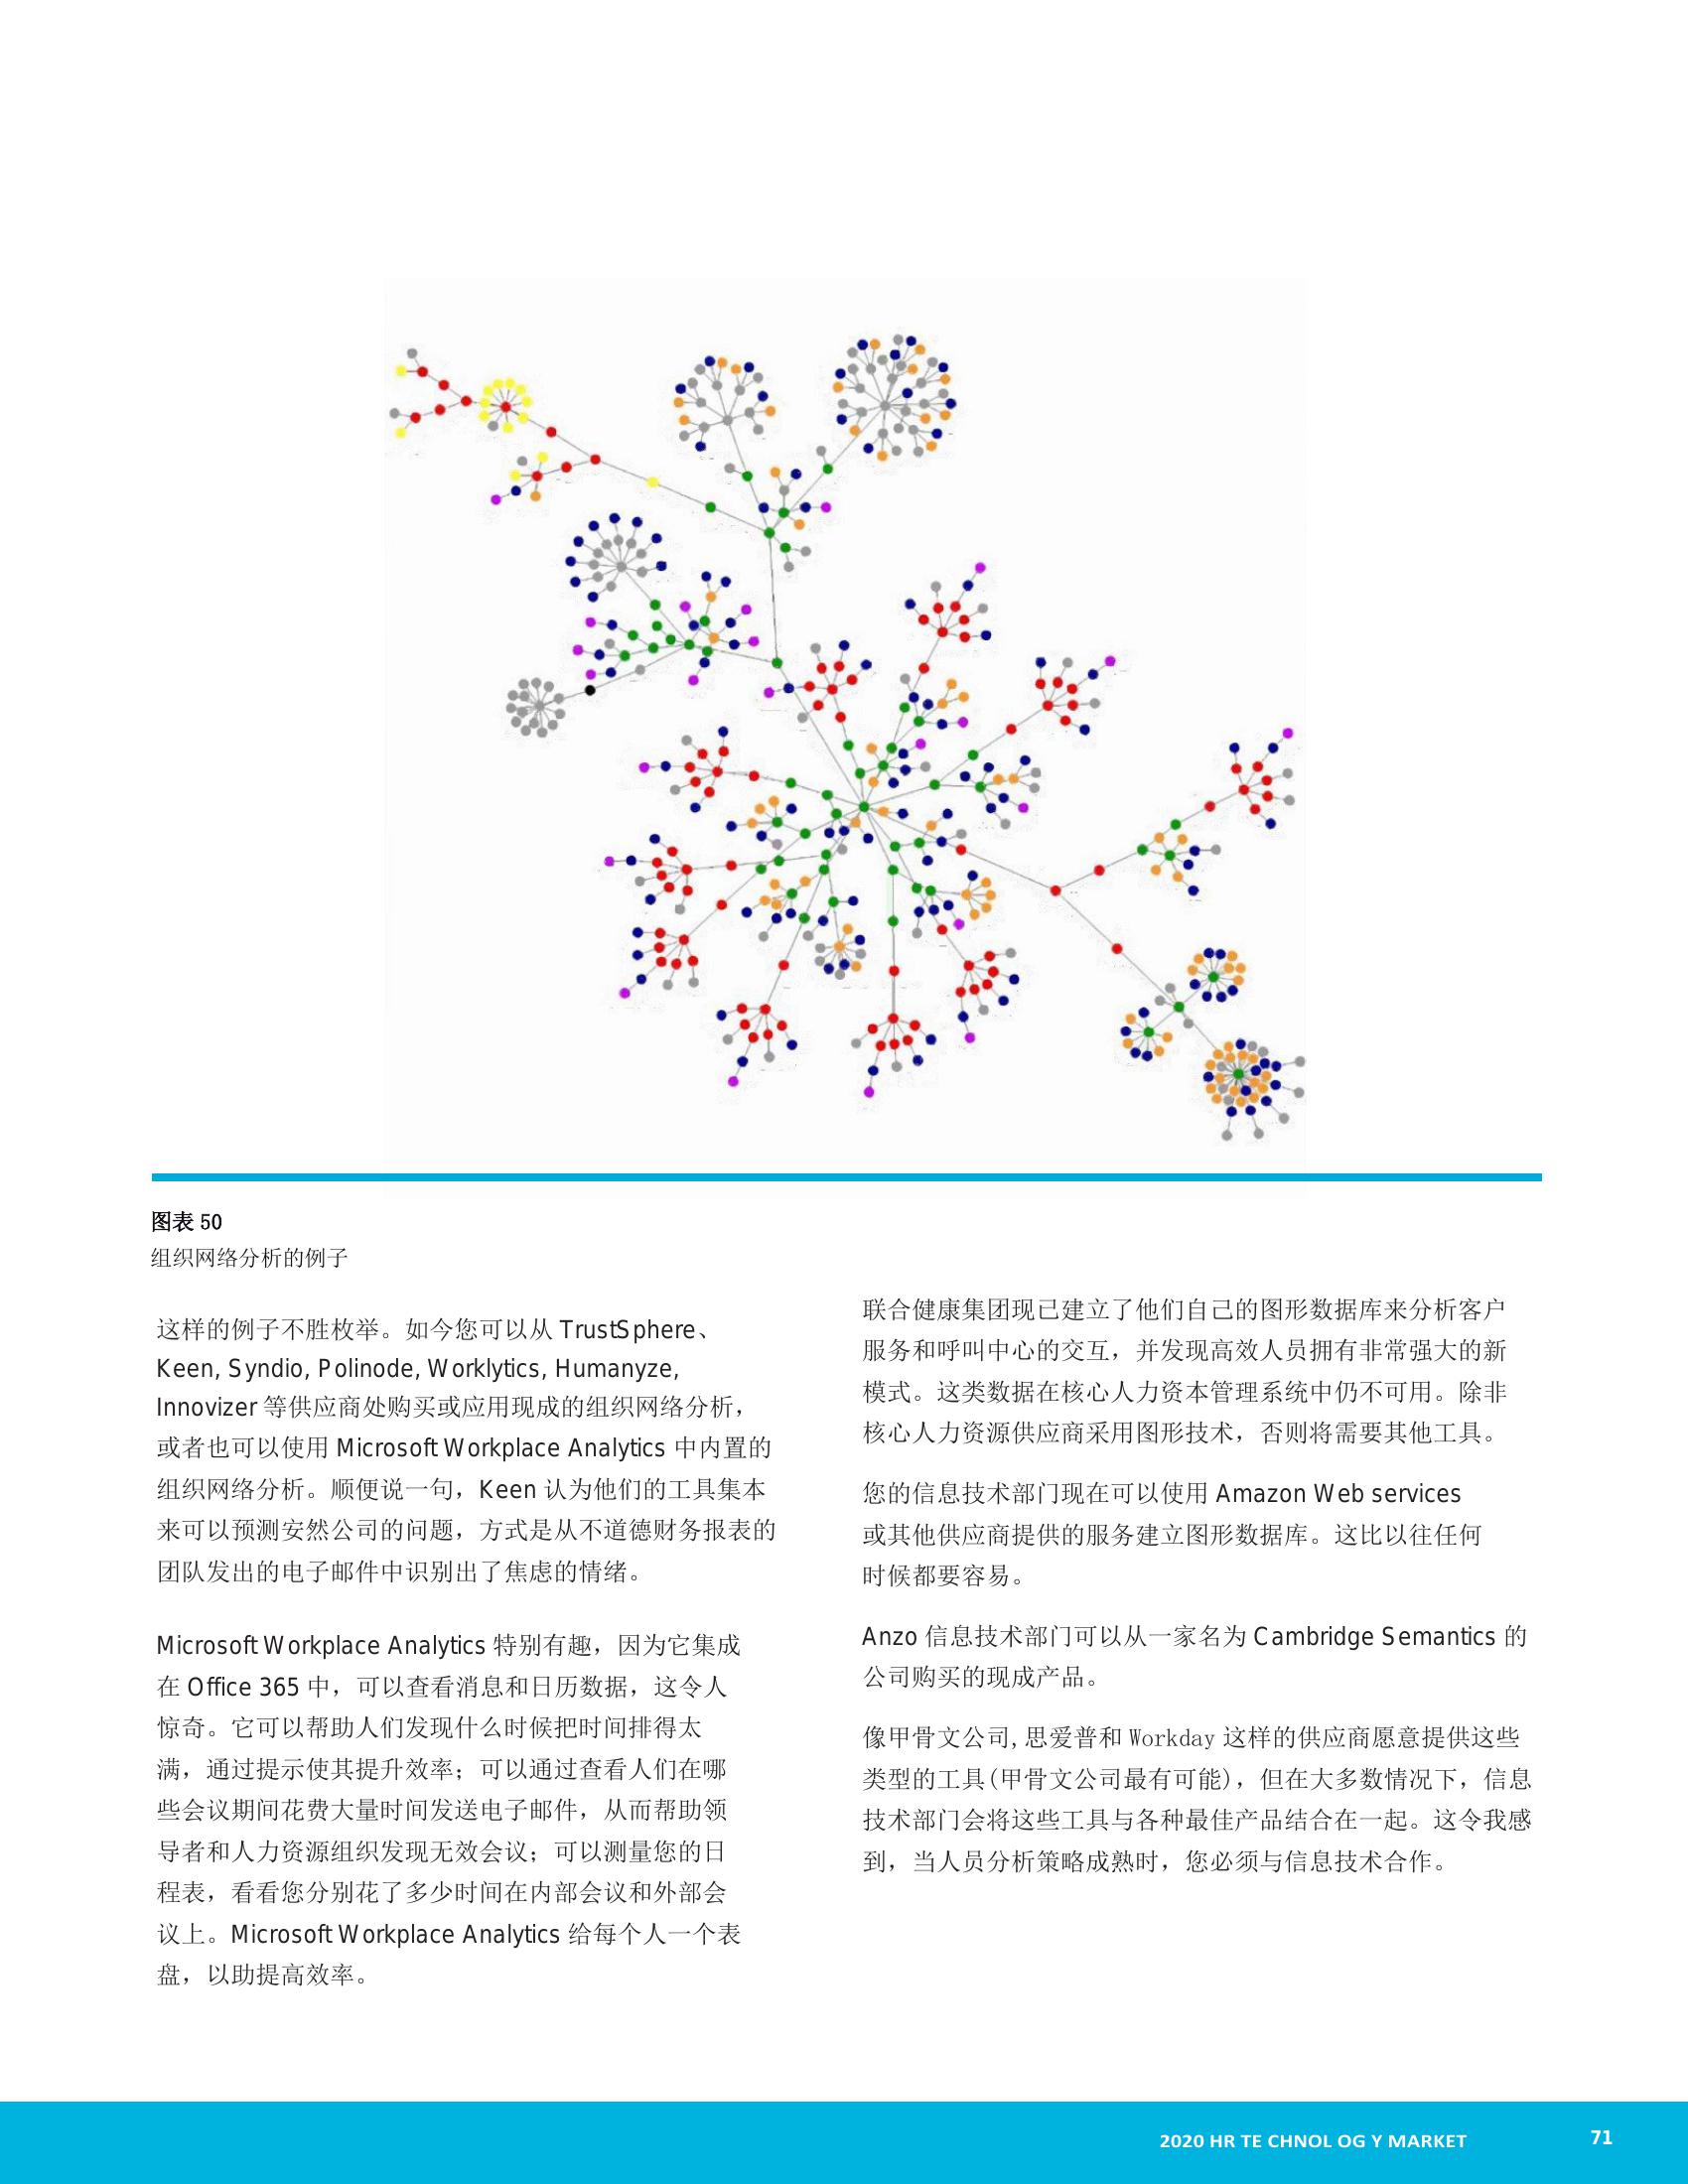 图表 50
组织网络分析的例子
这样的例子不胜枚举。如今您可以从 TrustSphere、
Keen, Syndio, Polinode, Worklytics, Humanyze,
Innovizer 等供应商处购买或应用现成的组织网络分析，
或者也可以使用 Microsoft Workplace Analytics 中内置的
组织网络分析。顺便说一句，Keen 认为他们的工具集本
来可以预测安然公司的问题，方式是从不道德财务报表的
团队发出的电子邮件中识别出了焦虑的情绪。
Microsoft Workplace Analytics 特别有趣，因为它集成
在 Office 365 中，可以查看消息和日历数据，这令人
惊奇。它可以帮助人们发现什么时候把时间排得太
满，通过提示使其提升效率；可以通过查看人们在哪
些会议期间花费大量时间发送电子邮件，从而帮助领
导者和人力资源组织发现无效会议；可以测量您的日
程表，看看您分别花了多少时间在内部会议和外部会
议上。Microsoft Workplace Analytics 给每个人一个表
盘，以助提高效率。
联合健康集团现已建立了他们自己的图形数据库来分析客户
服务和呼叫中心的交互，并发现高效人员拥有非常强大的新
模式。这类数据在核心人力资本管理系统中仍不可用。除非
核心人力资源供应商采用图形技术，否则将需要其他工具。
您的信息技术部门现在可以使用 Amazon Web services
或其他供应商提供的服务建立图形数据库。这比以往任何
时候都要容易。
Anzo 信息技术部门可以从一家名为 Cambridge Semantics 的
公司购买的现成产品。
像甲骨文公司,思爱普和 Workday 这样的供应商愿意提供这些
类型的工具(甲骨文公司最有可能)，但在大多数情况下，信息
技术部门会将这些工具与各种最佳产品结合在一起。这令我感
到，当人员分析策略成熟时，您必须与信息技术合作。
2020 HR TE CHNOL OG Y MARKET 71